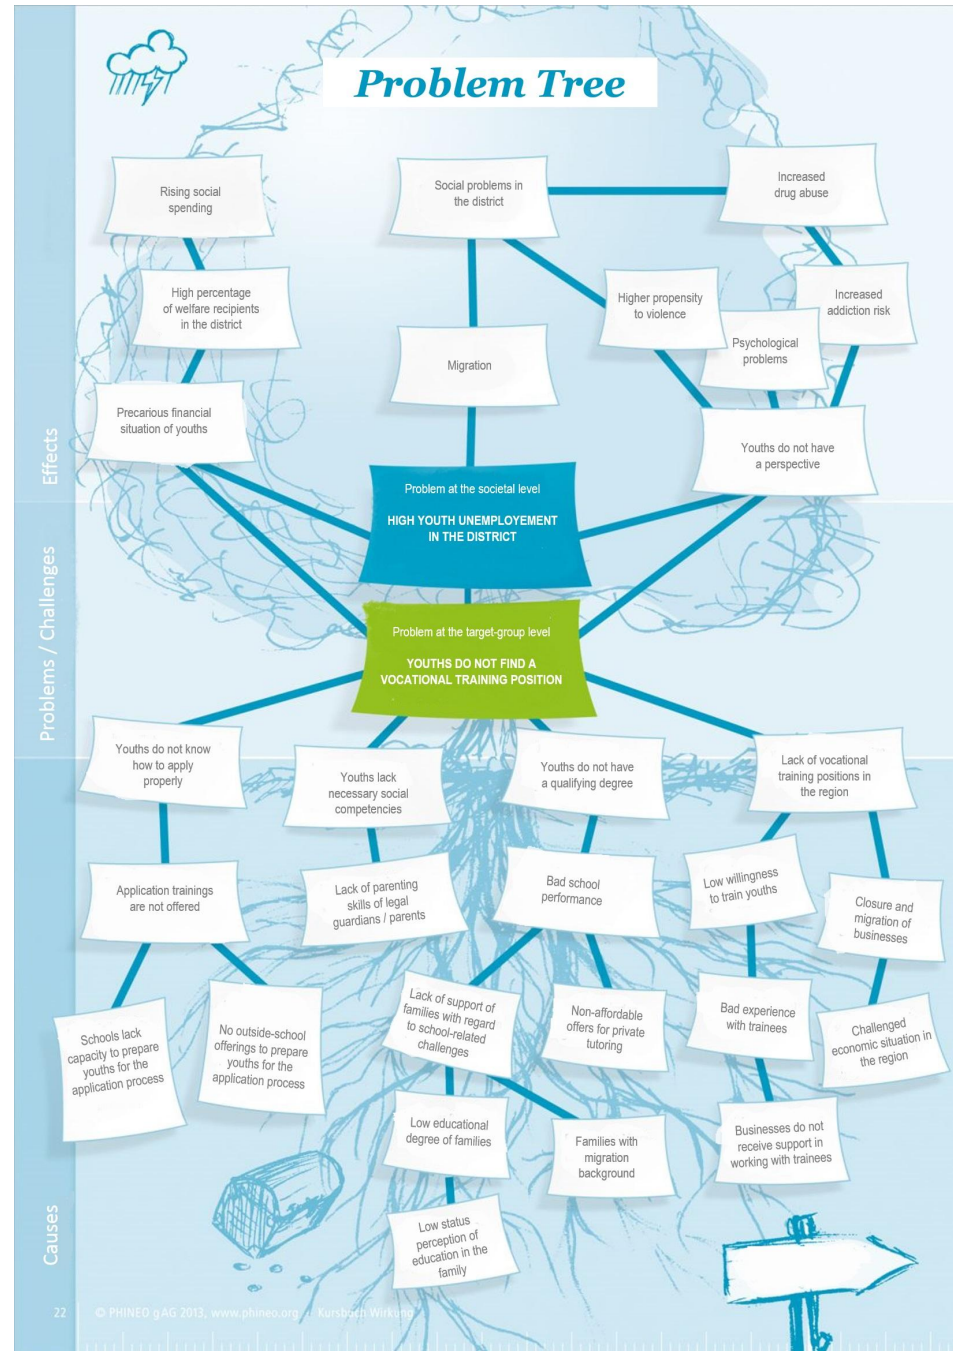 Problem Tree
Rising social
spending
Social problems in
the district
Increased
drug abuse
High percentage
of welfare recipients
in the district
Higher propensity
to violence
Increased
addiction risk
Psychological
problems
Migration
Precarious financial
situation of youths
Youths do not have
a perspective
Effects
Problem at the societal level
HIGH YOUTH UNEMPLOYEMENT
IN THE DISTRICT
Problems / Challenges
Problem at the target-group level
YOUTHS DO NOT FIND A
VOCATIONAL TRAINING POSITION
Youths do not know
how to apply
properly
Youths lack
necessary social
competencies
Youths do not have
a qualifying degree
Lack of vocational
training positions in
the region
Application trainings
are not offered
Lack of parenting
skills of legal
guardians / parents
Bad school
performance
Low willingness
to train youths
Closure and
migration of
businesses
Schools lack
capacity to prepare
youths for the
application process
No outside-school
offerings to prepare
youths for the
application process
Lack of support of
families with regard
to school-related
challenges
Non-affordable
offers for private
tutoring
Bad experience
with trainees
Challenged
economic situation in
the region
Low educational
degree of families
Families with
migration
background
Businesses do not
receive support in
working with trainees
Causes
Low status
perception of
education in the
family
22
© PHINEO gAG 2013, www.phineo.org // Kursbuch Wirkung